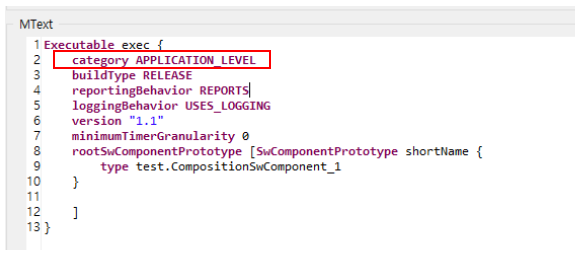 MText
1 Executable exec {
2 category APPLICATION_LEVEL
3 buildType RELEASE
4 reportingBehavior REPORTS
5 loggingBehavior USES_LOGGING
6 version "1.1"
7 minimumTimerGranularity 0
8 rootSwComponentPrototype [SwComponentPrototype shortName {
9 type test.CompositionSwComponent_1
10 }
11
12 ]
13 }